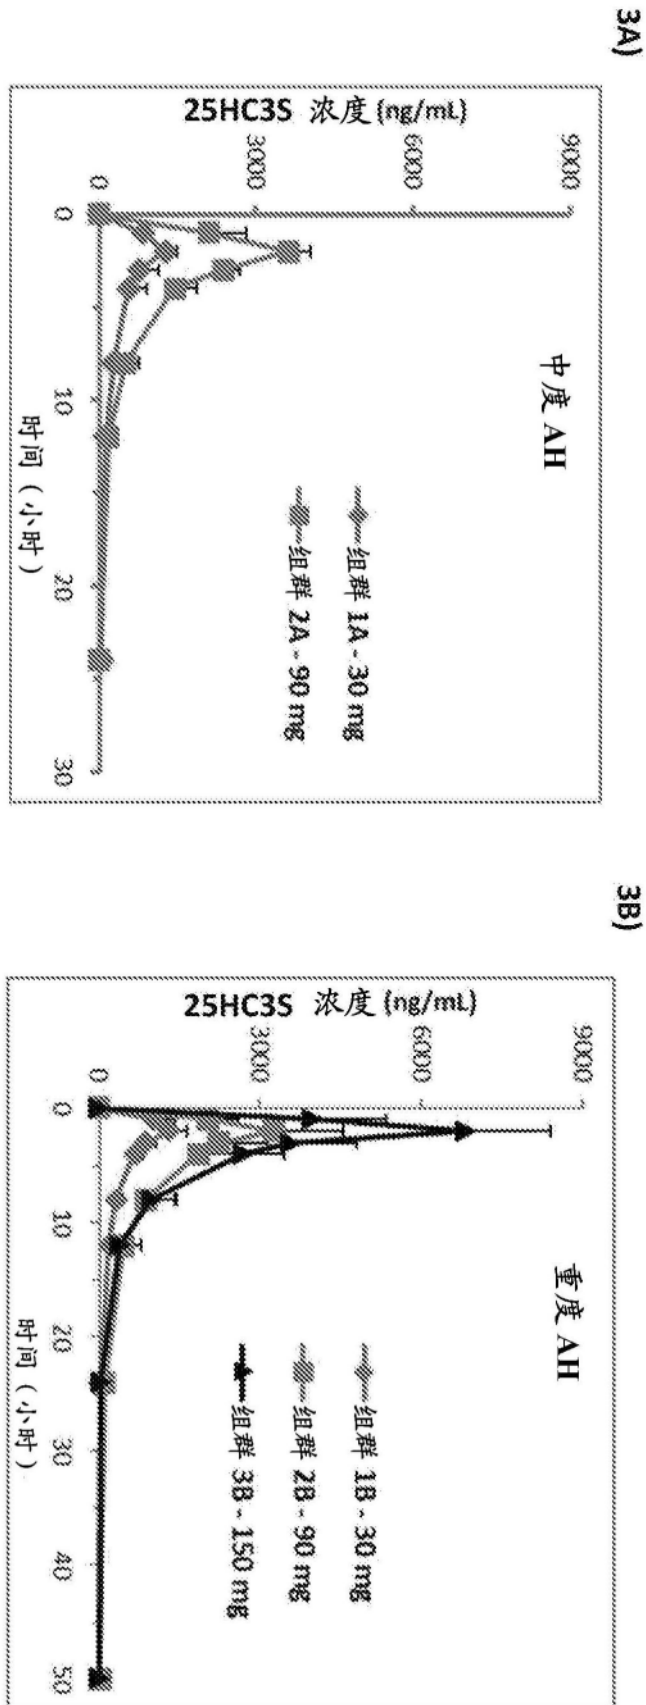 3A)
25HC3S 浓度 (ng/mL)
9000
6000
3000
0
中度 AH
组群 1A - 30 mg
组群 2A - 90 mg
0
10
20
30
时间（小时）
3B)
25HC3S 浓度 (ng/mL)
9000
6000
3000
0
重度 AH
组群 1B - 30 mg
组群 2B - 90 mg
组群 3B - 150 mg
0
10
20
30
40
50
时间（小时）